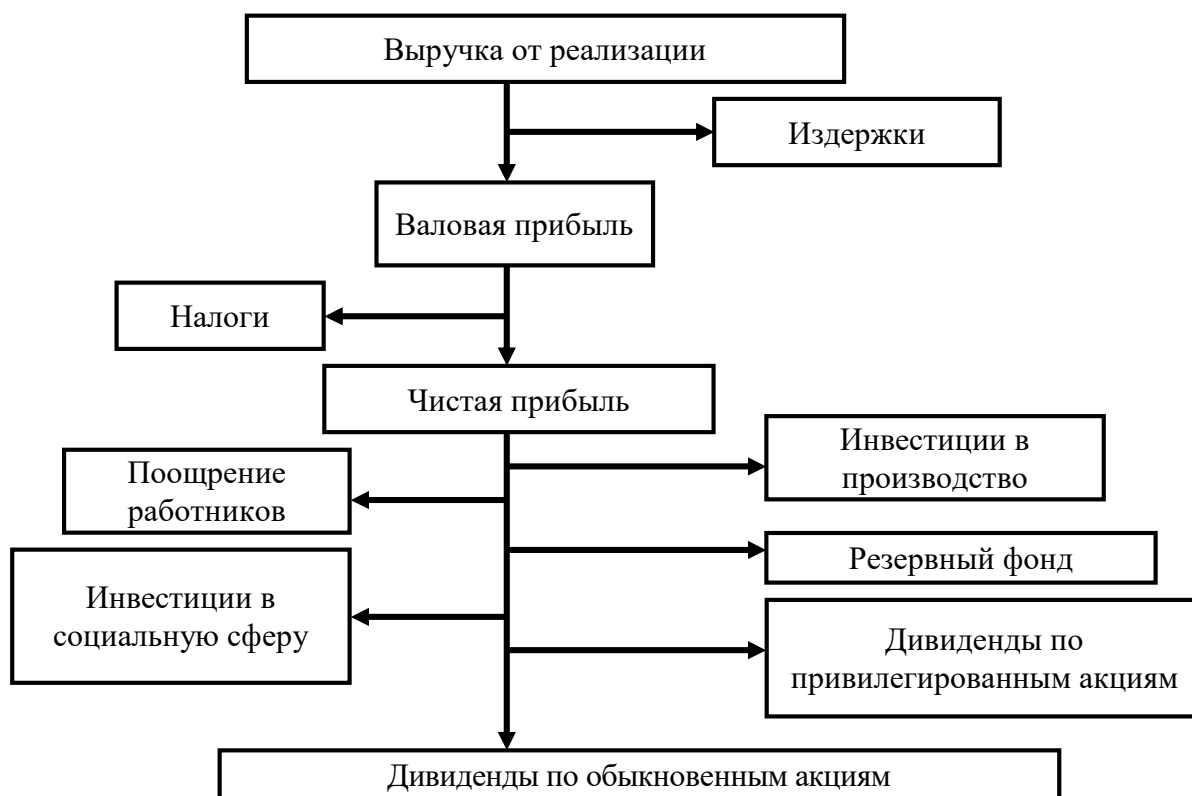 Выручка от реализации
Издержки
Валовая прибыль
Налоги
Чистая прибыль
Инвестиции в
производство
Поощрение
работников
Резервный фонд
Инвестиции в
социальную сферу
Дивиденды по
привилегированным акциям
Дивиденды по обыкновенным акциям